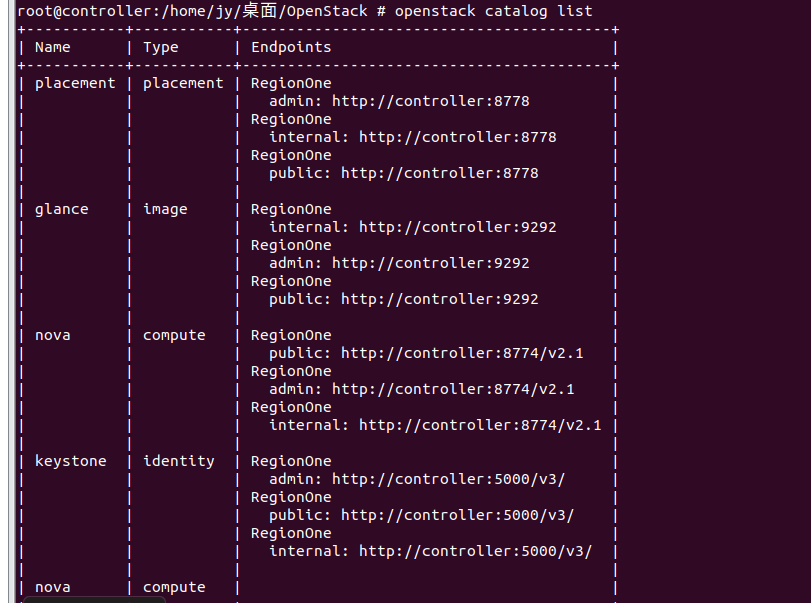 root@controller:/home/jy/桌面/OpenStack # openstack catalog list
+-----------+-----------+-----------------------------------------+
| Name      | Type      | Endpoints                               |
+-----------+-----------+-----------------------------------------+
| placement | placement | RegionOne                               |
|           |           |   admin: http://controller:8778         |
|           |           | RegionOne                               |
|           |           |   internal: http://controller:8778      |
|           |           | RegionOne                               |
|           |           |   public: http://controller:8778        |
|           |           |                                         |
| glance    | image     | RegionOne                               |
|           |           |   internal: http://controller:9292      |
|           |           | RegionOne                               |
|           |           |   admin: http://controller:9292         |
|           |           | RegionOne                               |
|           |           |   public: http://controller:9292        |
|           |           |                                         |
| nova      | compute   | RegionOne                               |
|           |           |   public: http://controller:8774/v2.1   |
|           |           | RegionOne                               |
|           |           |   admin: http://controller:8774/v2.1    |
|           |           | RegionOne                               |
|           |           |   internal: http://controller:8774/v2.1 |
|           |           |                                         |
| keystone  | identity  | RegionOne                               |
|           |           |   admin: http://controller:5000/v3/     |
|           |           | RegionOne                               |
|           |           |   public: http://controller:5000/v3/    |
|           |           | RegionOne                               |
|           |           |   internal: http://controller:5000/v3/  |
|           |           |                                         |
| nova      | compute   |                                         |